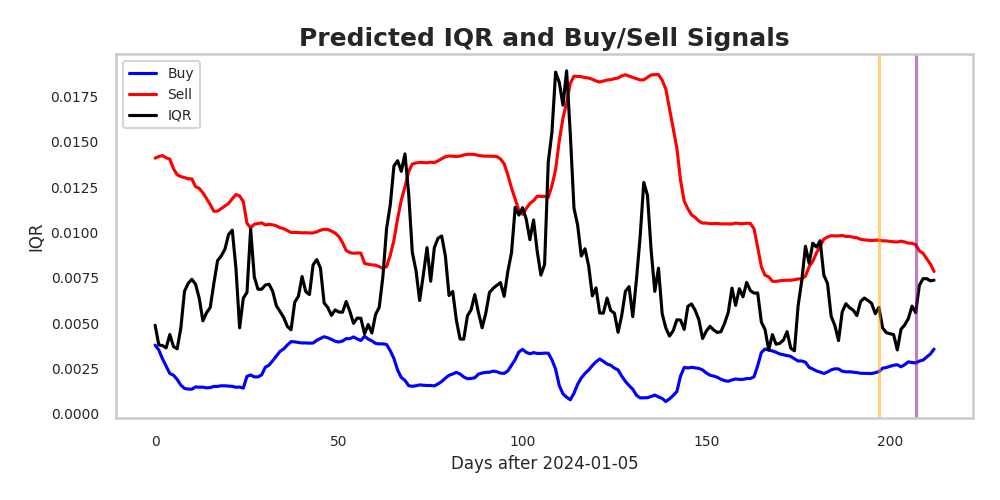 Predicted IQR and Buy/Sell Signals
Buy
Sell
IQR
0.0175
0.0150
0.0125
0.0100
0.0075
0.0050
0.0025
0.0000
IQR
0 50 100 150 200
Days after 2024-01-05